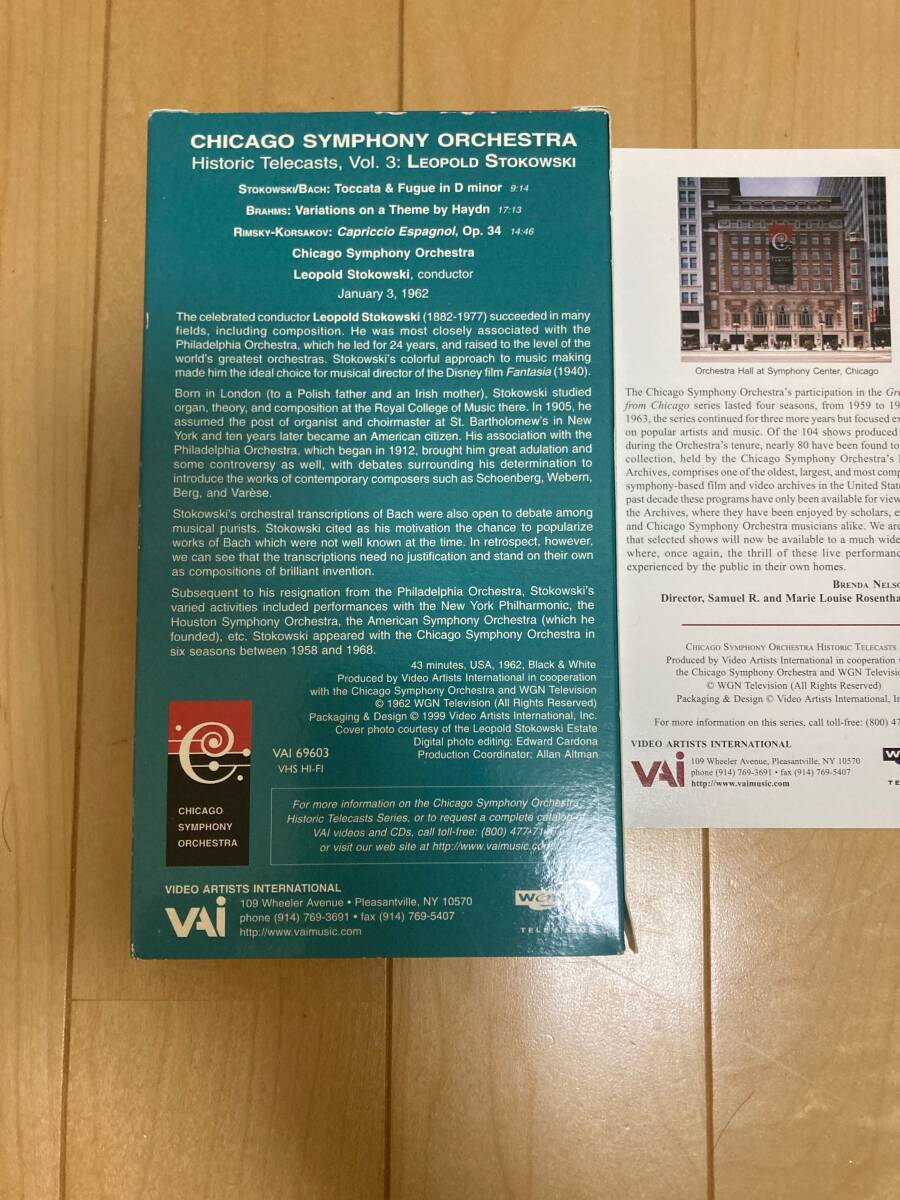 CHICAGO SYMPHONY ORCHESTRA
Historic Telecasts, Vol. 3: LEOPOLD STOKOWSKI
STOKOWSKI/BACH: Toccata & Fugue in D minor 9:14
BRAHMS: Variations on a Theme by Haydn 17:13
RIMSKY-KORSAKOV: Capriccio Espagnol, Op. 34 14:46
Chicago Symphony Orchestra
Leopold Stokowski, conductor
January 3, 1962
The celebrated conductor Leopold Stokowski (1882-1977) succeeded in many
fields, including composition. He was most closely associated with the
Philadelphia Orchestra, which he led for 24 years, and raised to the level of the
world's greatest orchestras. Stokowski's colorful approach to music making
made him the ideal choice for musical director of the Disney film Fantasia (1940).
Born in London (to a Polish father and an Irish mother), Stokowski studied
organ, theory, and composition at the Royal College of Music there. In 1905, he
assumed the post of organist and choirmaster at St. Bartholomew's in New
York and ten years later became an American citizen. His association with the
Philadelphia Orchestra, which began in 1912, brought him great adulation and
some controversy as well, with debates surrounding his determination to
introduce the works of contemporary composers such as Schoenberg, Webern,
Berg, and Varèse.
Stokowski's orchestral transcriptions of Bach were also open to debate among
musical purists. Stokowski cited as his motivation the chance to popularize
works of Bach which were not well known at the time. In retrospect, however,
we can see that the transcriptions need no justification and stand on their own
as compositions of brilliant invention.
Subsequent to his resignation from the Philadelphia Orchestra, Stokowski's
varied activities included performances with the New York Philharmonic, the
Houston Symphony Orchestra, the American Symphony Orchestra (which he
founded), etc. Stokowski appeared with the Chicago Symphony Orchestra in
six seasons between 1958 and 1968.
43 minutes, USA, 1962, Black & White
Produced by Video Artists International in cooperation
with the Chicago Symphony Orchestra and WGN Television
© 1962 WGN Television (All Rights Reserved)
Packaging & Design © 1999 Video Artists International, Inc.
Cover photo courtesy of the Leopold Stokowski Estate
Digital photo editing: Edward Cardona
Production Coordinator: Allan Altman
VAI 69603
VHS HI-FI
CHICAGO
SYMPHONY
ORCHESTRA
For more information on the Chicago Symphony Orchestra
Historic Telecasts Series, or to request a complete catalog of
VAI videos and CDs, call toll-free: (800)
or visit our web site at http://www.vaimusic.com
VIDEO ARTISTS INTERNATIONAL
VAI
109 Wheeler Avenue • Pleasantville, NY 10570
phone (914) 769-3691 • fax (914) 769-5407
http://www.vaimusic.com
TELEVISION
Orchestra Hall at Symphony Center, Chicago
The Chicago Symphony Orchestra's participation in the
from Chicago series lasted four seasons, from 1959 to
1963, the series continued for three more years but focused
on popular artists and music. Of the 104 shows produced
during the Orchestra's tenure, nearly 80 have been found to
collection, held by the Chicago Symphony Orchestra's
Archives, comprises one of the oldest, largest, and most
symphony-based film and video archives in the United
past decade these programs have only been available for
the Archives, where they have been enjoyed by scholars,
and Chicago Symphony Orchestra musicians alike. We are
that selected shows will now be available to a much
where, once again, the thrill of these live
experienced by the public in their own homes.
BRENDA
Director, Samuel R. and Marie Louise
CHICAGO SYMPHONY ORCHESTRA HISTORIC TELECASTS
Produced by Video Artists International in cooperation
the Chicago Symphony Orchestra and WGN
© WGN Television (All Rights Reserved)
Packaging & Design © Video Artists International,
For more information on this series, call toll-free: (800)
VIDEO ARTISTS INTERNATIONAL
VAI
109 Wheeler Avenue, Pleasantville, NY 10570
phone (914) 769-3691 • fax (914) 769-5407
http://www.vaimusic.com